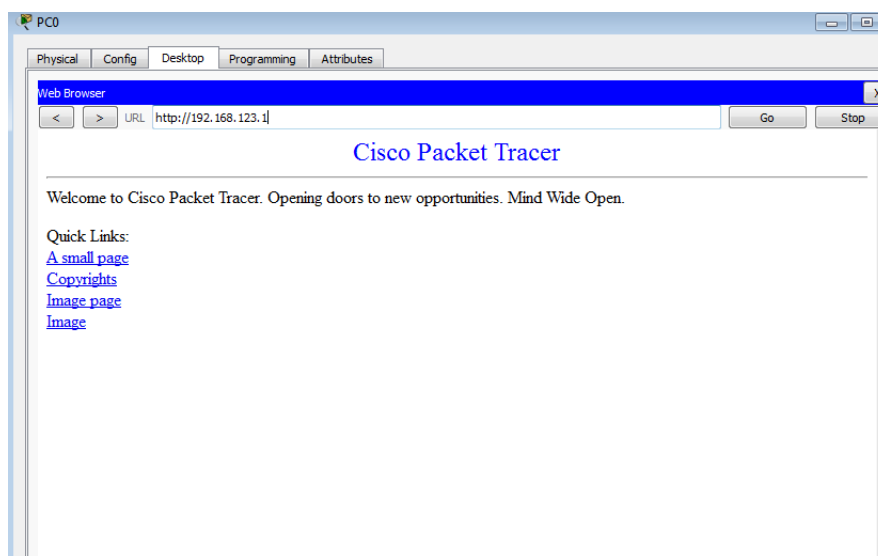 PC0
Physical Config Desktop Programming Attributes
Web Browser X
< > URL http://192.168.123.1 Go Stop
Cisco Packet Tracer
Welcome to Cisco Packet Tracer. Opening doors to new opportunities. Mind Wide Open.
Quick Links:
A small page
Copyrights
Image page
Image